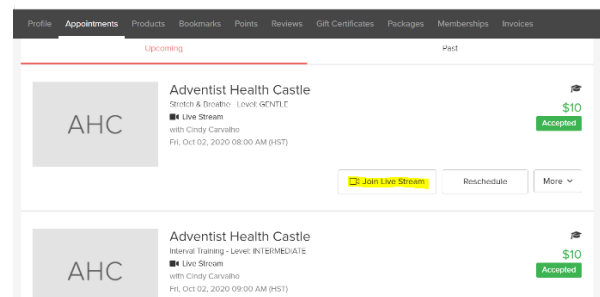 Profile Appointments Products Bookmarks Points Reviews Gift Certificates Packages Memberships Invoices
Upcoming Past
AHC
Adventist Health Castle
Stretch & Breathe - Level: GENTLE
Live Stream
with Cindy Carvalho
Fri, Oct 02, 2020 08:00 AM (HST)
$10
Accepted
Join Live Stream Reschedule More
AHC
Adventist Health Castle
Interval Training - Level: INTERMEDIATE
Live Stream
with Cindy Carvalho
Fri, Oct 02, 2020 09:00 AM (HST)
$10
Accepted